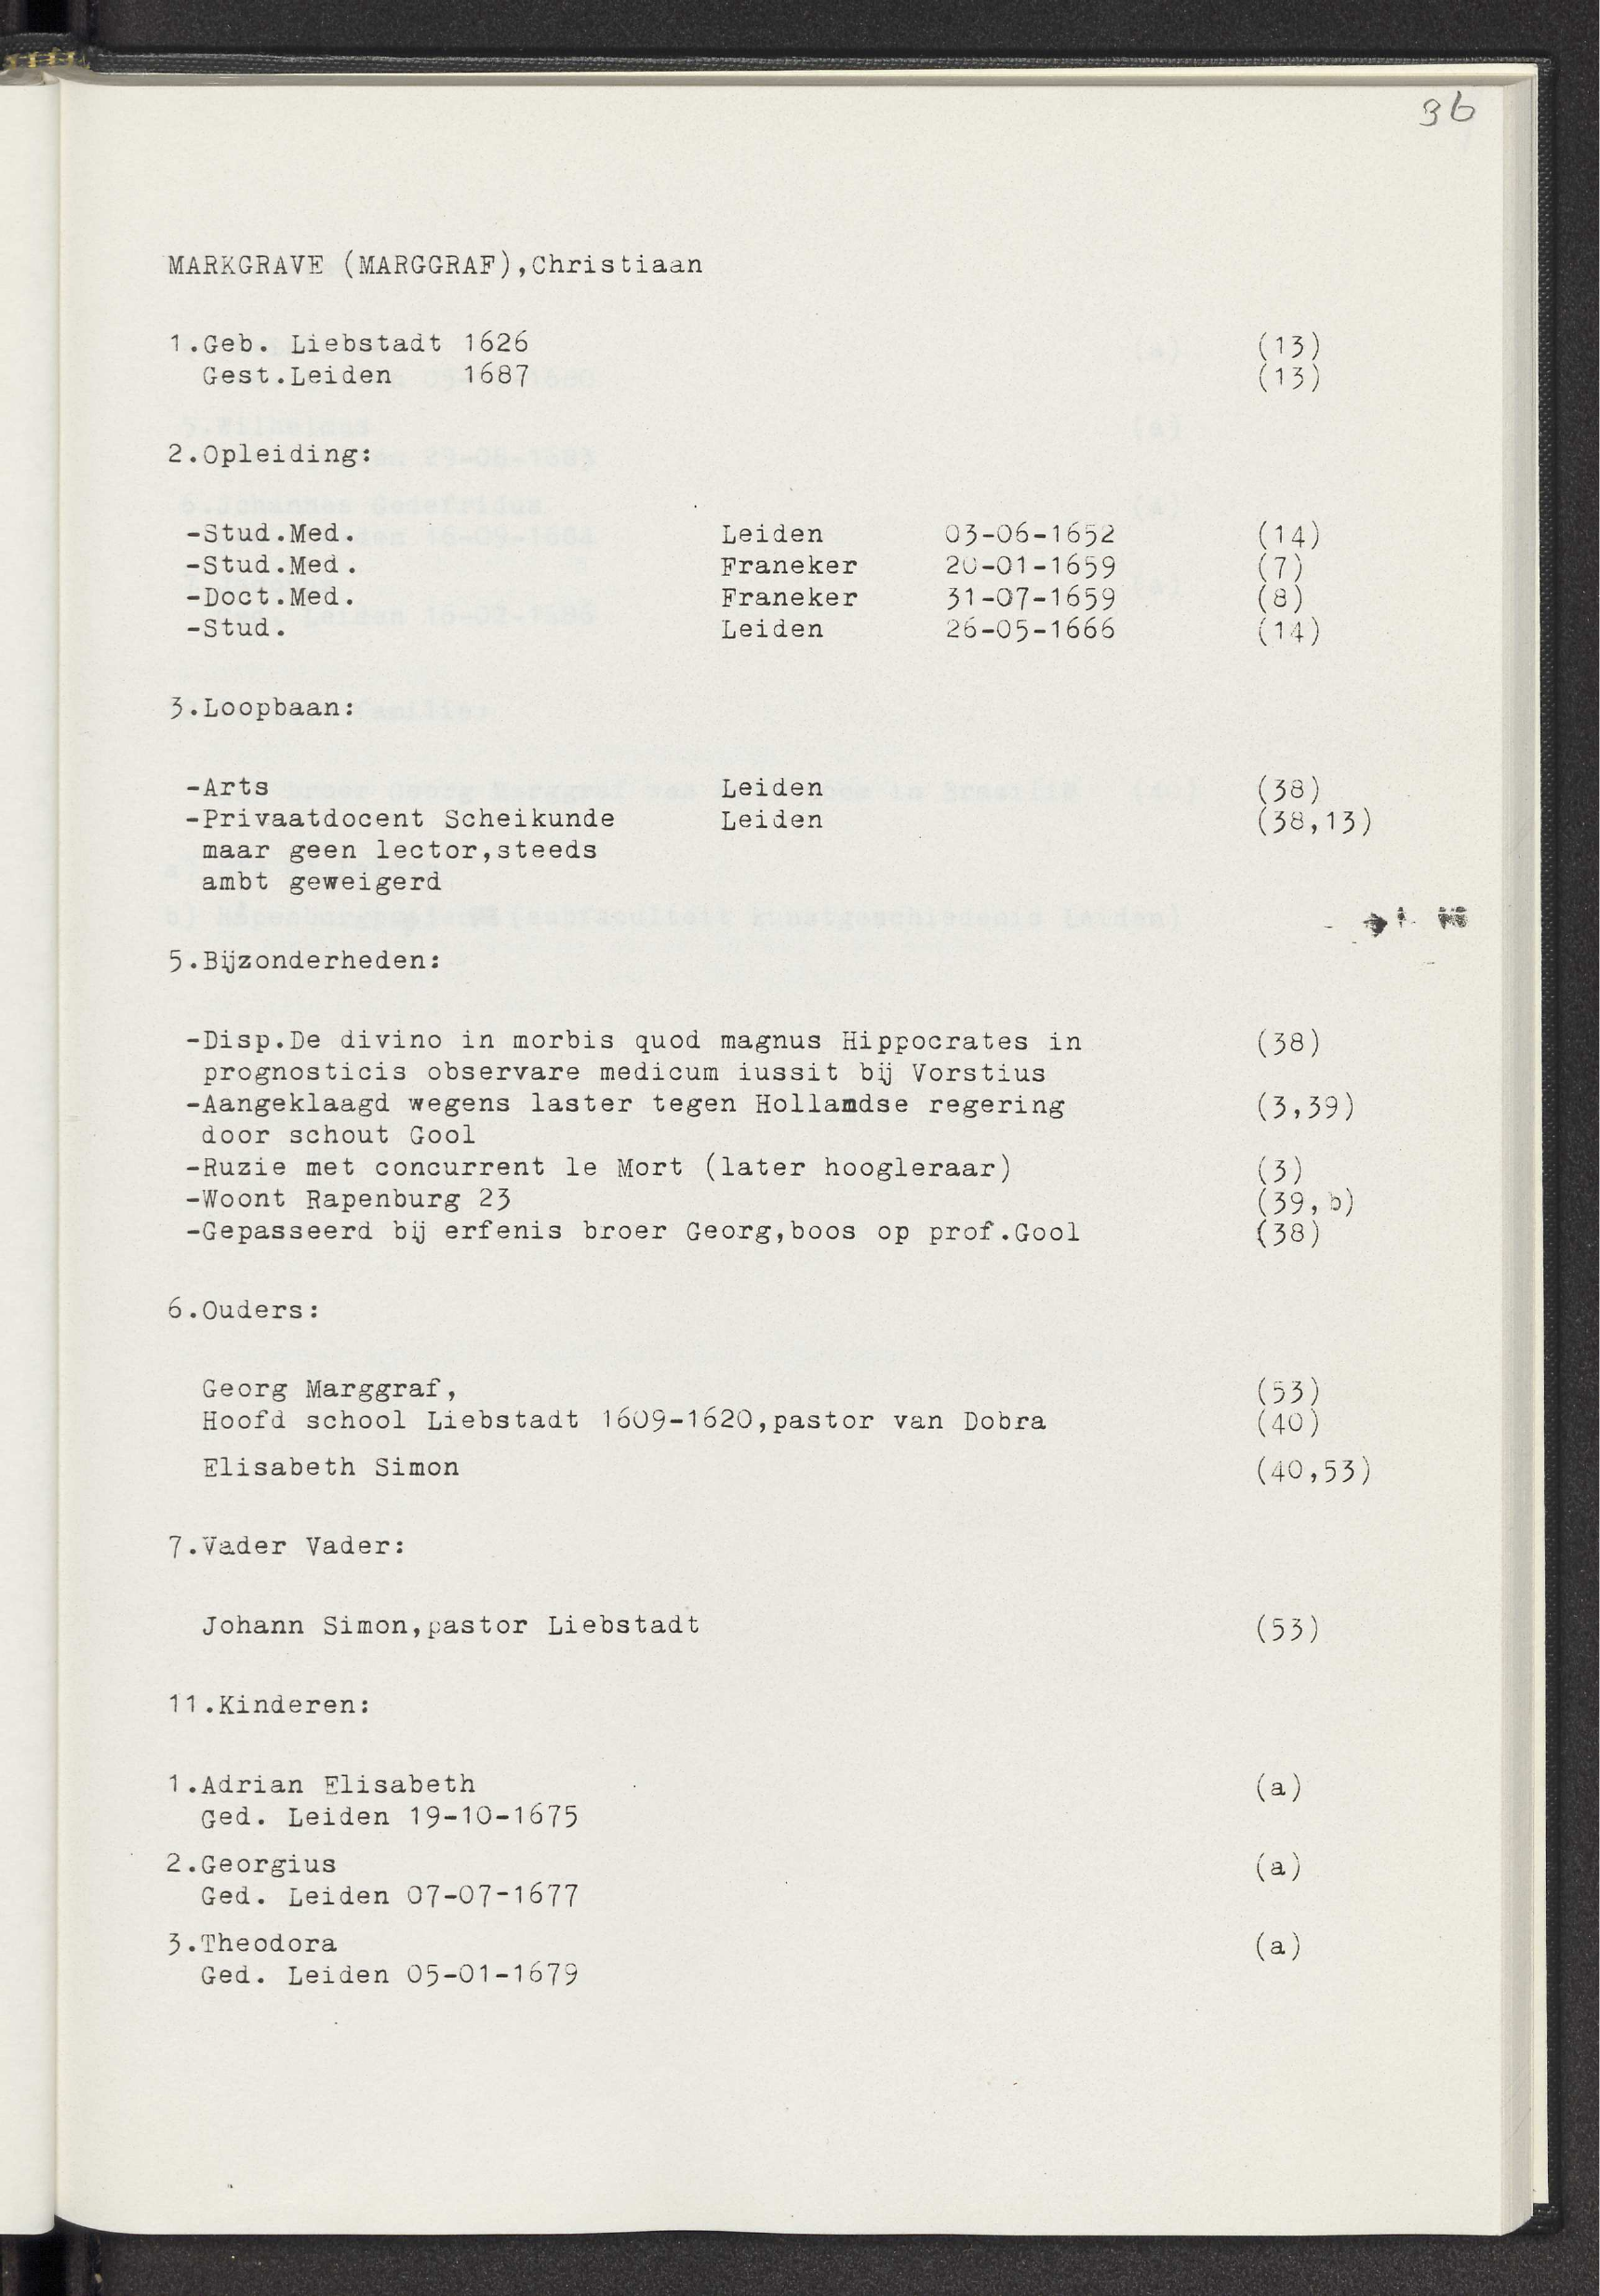 36
MARKGRAVE (MARGGRAF),Christiaan
1.Geb. Liebstadt 1626 (13)
Gest.Leiden 1687 (13)
2.Opleiding:
-Stud.Med. Leiden 03-06-1652 (14)
-Stud.Med. Franeker 20-01-1659 (7)
-Doct.Med. Franeker 31-07-1659 (8)
-Stud. Leiden 26-05-1666 (14)
3.Loopbaan:
-Arts Leiden (38)
-Privaatdocent Scheikunde Leiden (38,13)
maar geen lector,steeds
ambt geweigerd
5.Bijzonderheden:
-Disp.De divino in morbis quod magnus Hippocrates in (38)
prognosticis observare medicum iussit bij Vorstius
-Aangeklaagd wegens laster tegen Hollandse regering (3,39)
door schout Gool
-Ruzie met concurrent le Mort (later hoogleraar) (3)
-Woont Rapenburg 23 (39,b)
-Gepasseerd bij erfenis broer Georg,boos op prof.Gool (38)
6.Ouders:
Georg Marggraf, (53)
Hoofd school Liebstadt 1609-1620,pastor van Dobra (40)
Elisabeth Simon (40,53)
7.Vader Vader:
Johann Simon,pastor Liebstadt (53)
11.Kinderen:
1.Adrian Elisabeth (a)
Ged. Leiden 19-10-1675
2.Georgius (a)
Ged. Leiden 07-07-1677
3.Theodora (a)
Ged. Leiden 05-01-1679